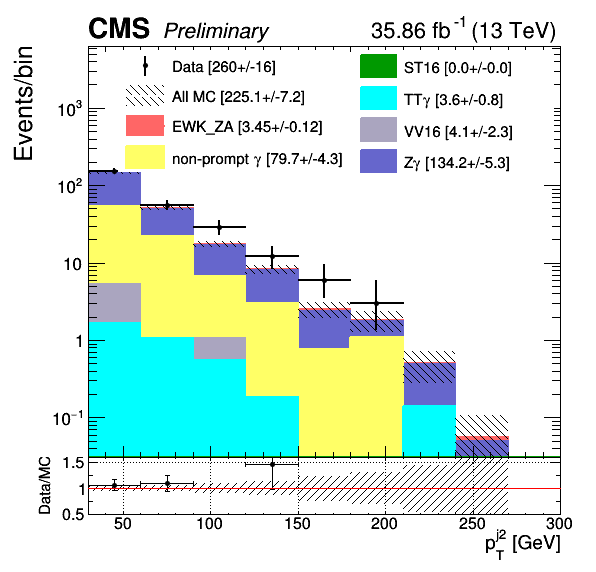 CMS Preliminary 35.86 fb⁻¹ (13 TeV)
Events/bin
Data [260+/-16]
All MC [225.1+/-7.2]
EWK_ZA [3.45+/-0.12]
non-prompt γ [79.7+/-4.3]
ST16 [0.0+/-0.0]
TTγ [3.6+/-0.8]
VV16 [4.1+/-2.3]
Zγ [134.2+/-5.3]
10³
10²
10
1
10⁻¹
Data/MC
1.5
1
0.5
50 100 150 200 250 300
p_T^{j2} [GeV]